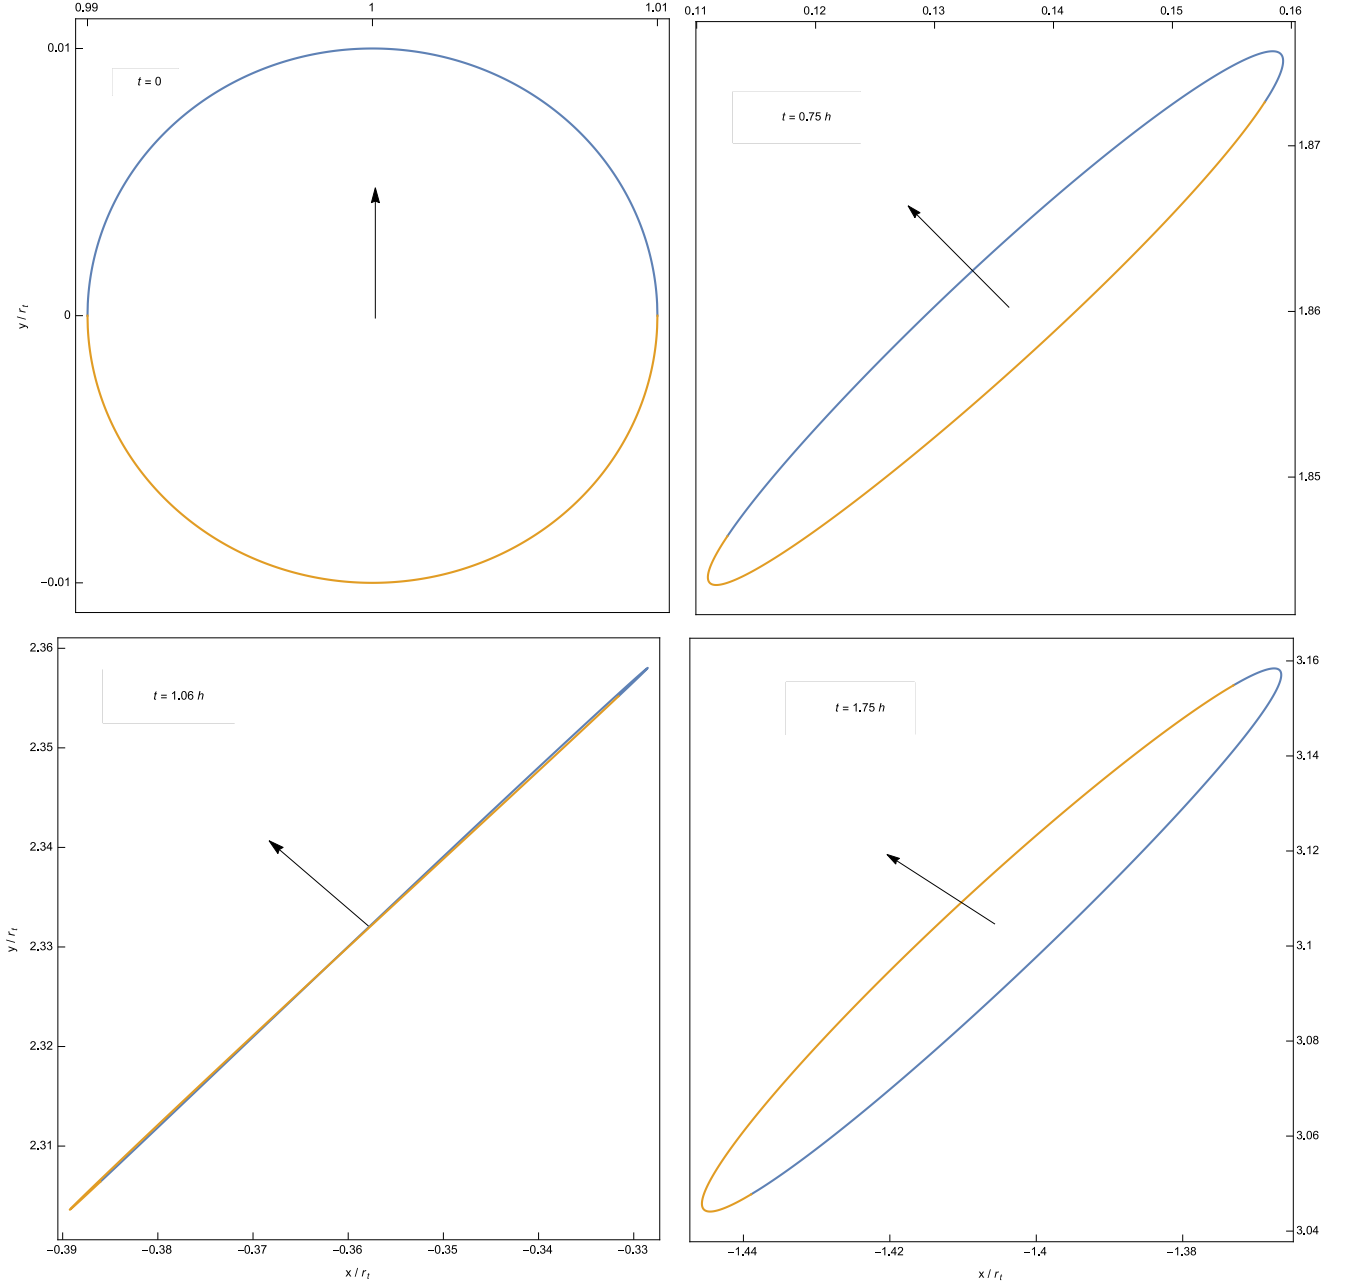 0.99 1 1.01
0.01
t = 0
0
y / rt
−0.01
0.11 0.12 0.13 0.14 0.15 0.16
t = 0.75 h
1.87
1.86
1.85
2.36
t = 1.06 h
2.35
2.34
2.33
y / rt
2.32
2.31
−0.39 −0.38 −0.37 −0.36 −0.35 −0.34 −0.33
x / rt
3.16
t = 1.75 h
3.14
3.12
3.1
3.08
3.06
3.04
−1.44 −1.42 −1.4 −1.38
x / rt